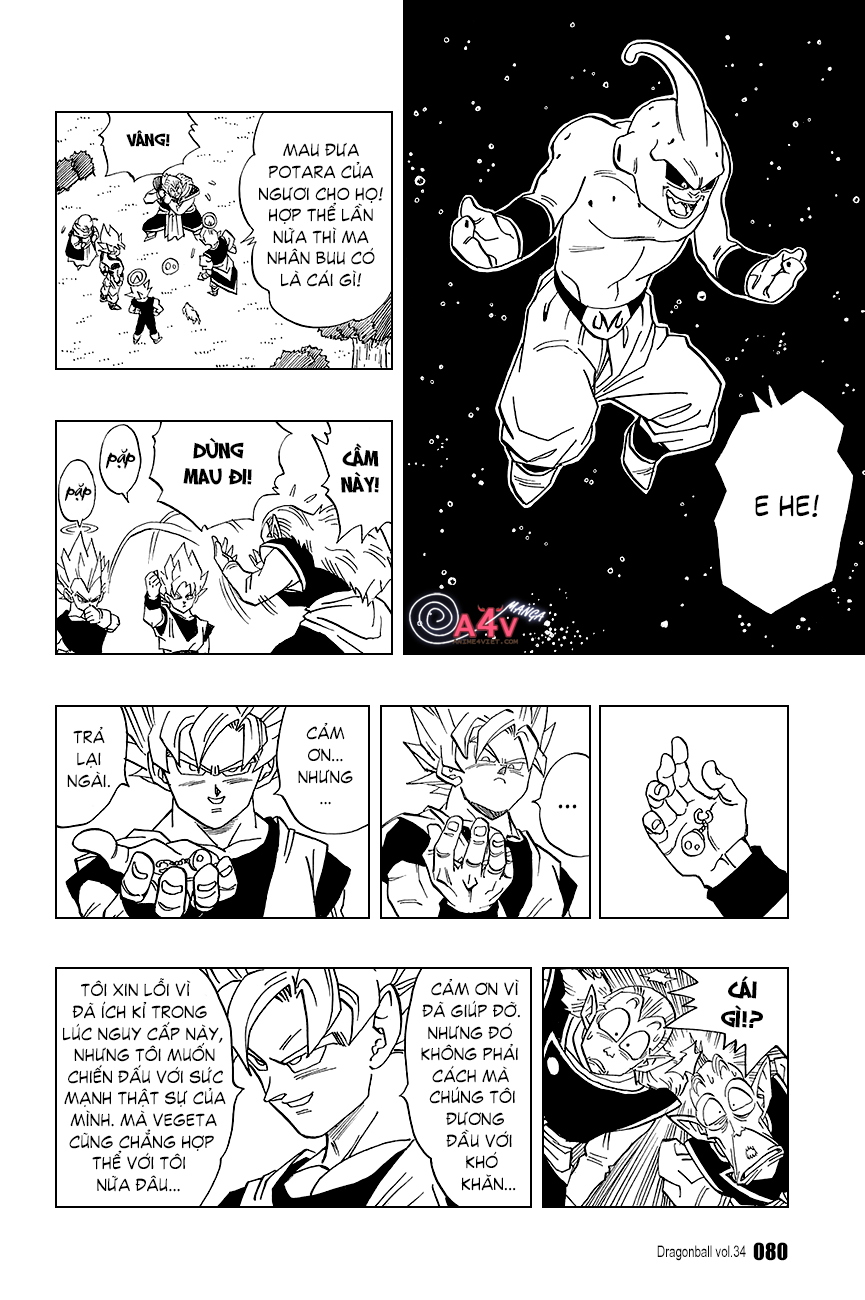 E HE!
VÂNG!
MAU ĐƯA
POTARA CỦA
NGƯƠI CHO HỌ!
HỢP THỂ LẦN
NỮA THÌ MA
NHÂN BUU CÓ
LÀ CÁI GÌ!
CẦM
NÀY!
DÙNG
MAU ĐI!
PẶP
PẶP
...
CẢM
ƠN...
NHƯNG
...
TRẢ
LẠI
NGÀI.
CÁI
GÌ!?
CẢM ƠN VÌ
ĐÃ GIÚP ĐỠ.
NHƯNG ĐÓ
KHÔNG PHẢI
CÁCH MÀ
CHÚNG TÔI
ĐƯƠNG
ĐẦU VỚI
KHÓ
KHĂN...
TÔI XIN LỖI VÌ
ĐÃ ÍCH KỈ TRONG
LÚC NGUY CẤP NÀY,
NHƯNG TÔI MUỐN
CHIẾN ĐẤU VỚI SỨC
MẠNH THẬT SỰ CỦA
MÌNH. MÀ VEGETA
CŨNG CHẲNG HỢP
THỂ VỚI TÔI
NỮA ĐÂU...
A4V MANGA
ANIME4VIET.COM
Dragonball vol.34 080